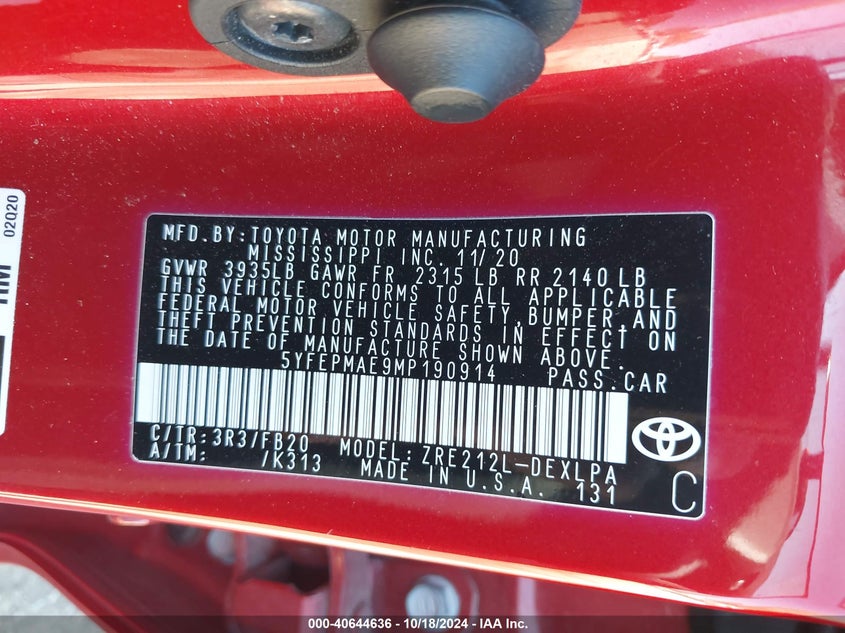 02020
RM
MFD. BY: TOYOTA MOTOR MANUFACTURING
MISSISSIPPI INC. 11/20
GVWR 3935LB GAWR FR 2315 LB RR 2140 LB
THIS VEHICLE CONFORMS TO ALL APPLICABLE
FEDERAL MOTOR VEHICLE SAFETY, BUMPER, AND
THEFT PREVENTION STANDARDS IN EFFECT ON
THE DATE OF MANUFACTURE SHOWN ABOVE.
5YFEPMAE9MP190914 PASS. CAR
C/TR: 3R3/FB20 MODEL: ZRE212L-DEXLPA
A/TM: /K313 MADE IN U.S.A. 131
C
000-40644636 - 10/18/2024 - IAA Inc.